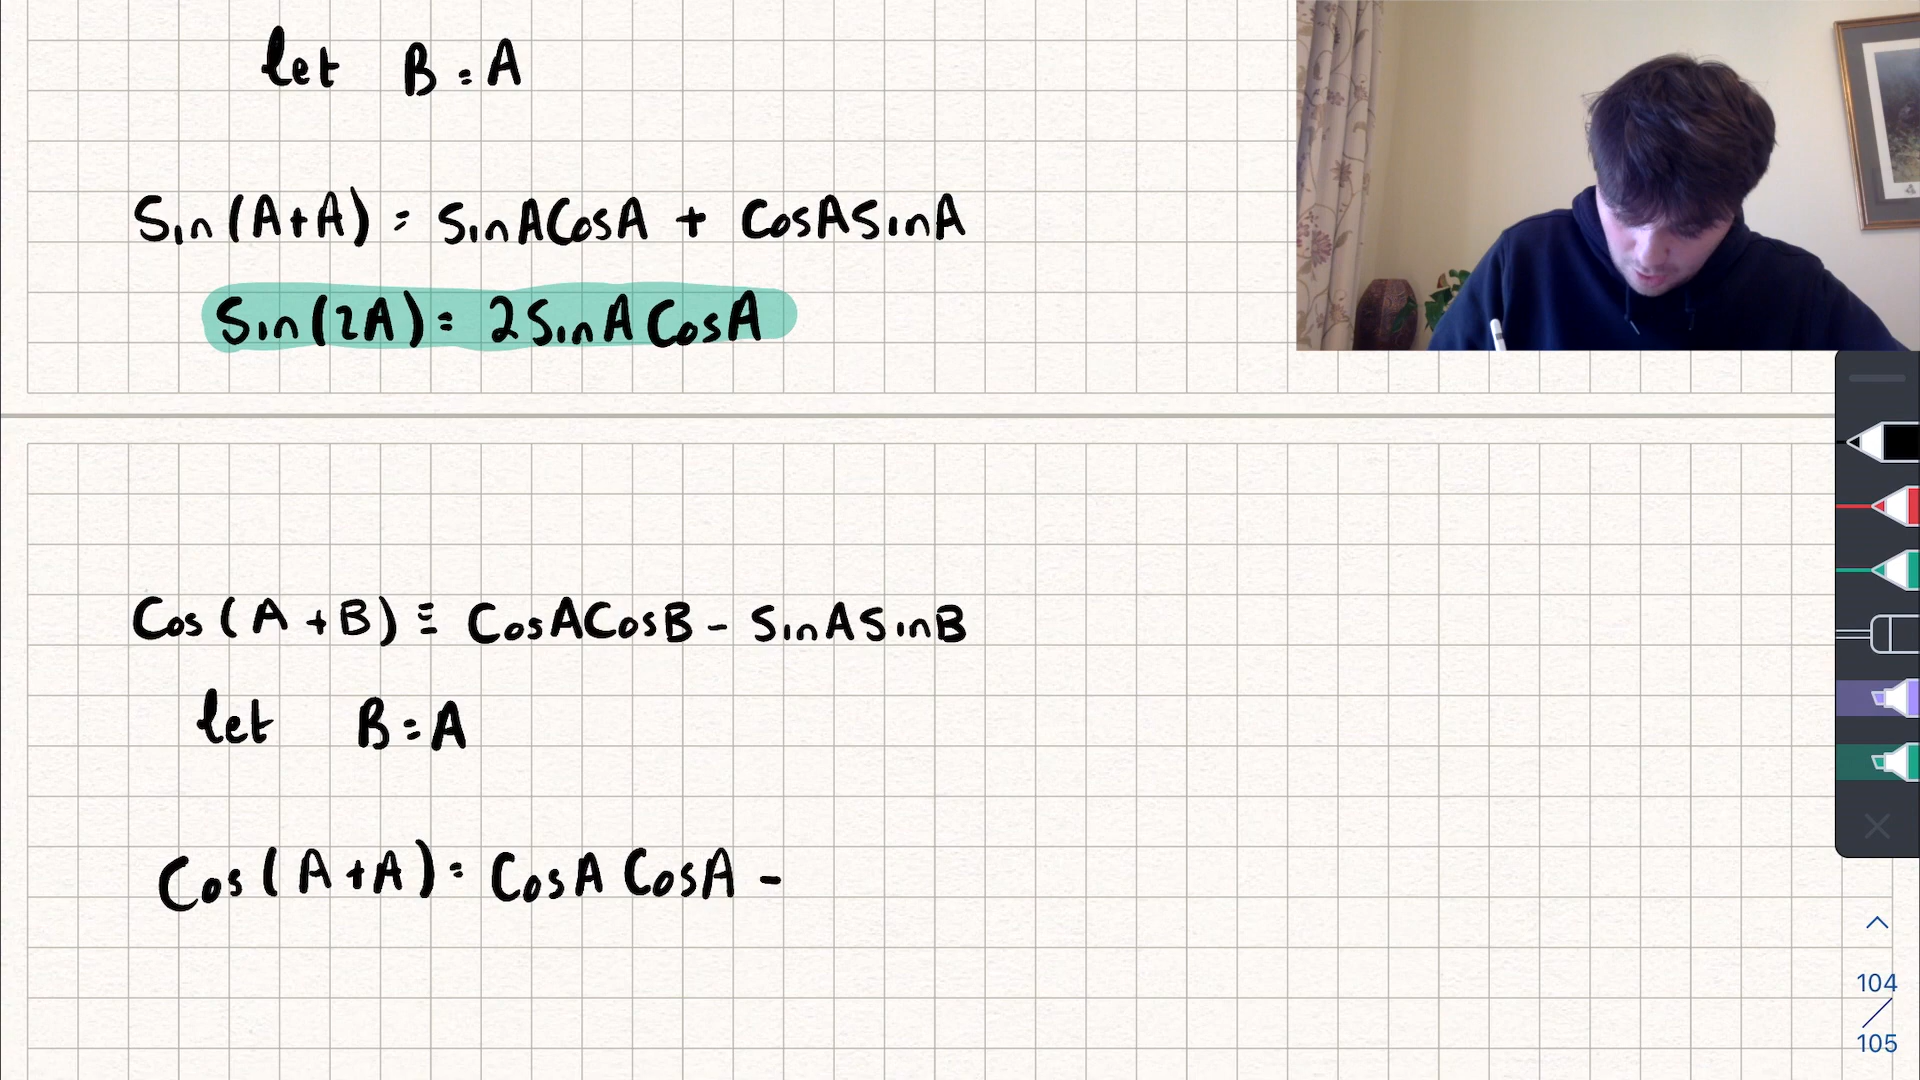 let B = A
Sin(A+A) = SinACosA + CosASinA
Sin(2A) = 2SinACosA
Cos(A+B) ≡ CosACosB - SinASinB
let B = A
Cos(A+A) = CosACosA -
104
/
105